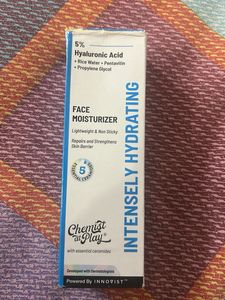 5%
Hyaluronic Acid
+ Rice Water + Pentavitin
+ Propylene Glycol
FACE
MOISTURIZER
Lightweight & Non Sticky
Repairs and Strengthens
Skin Barrier
INTENSELY HYDRATING
5
Chemist
at Play
with essential ceramides
Developed with Dermatologists
Powered By INNOVIST